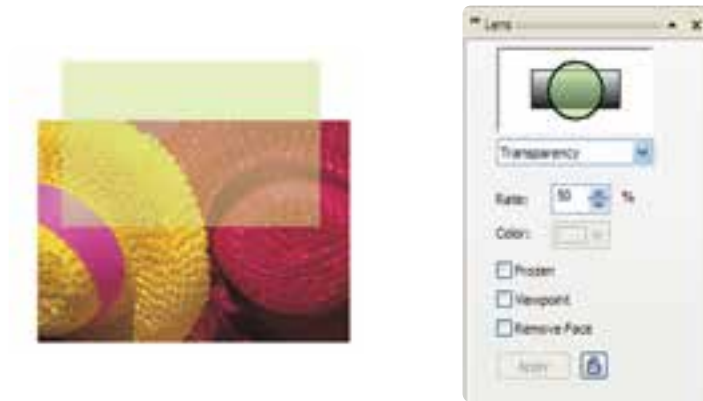 Lens
Transparency
Rate: 50 %
Color:
Frozen
Viewpoint
Remove Face
Apply